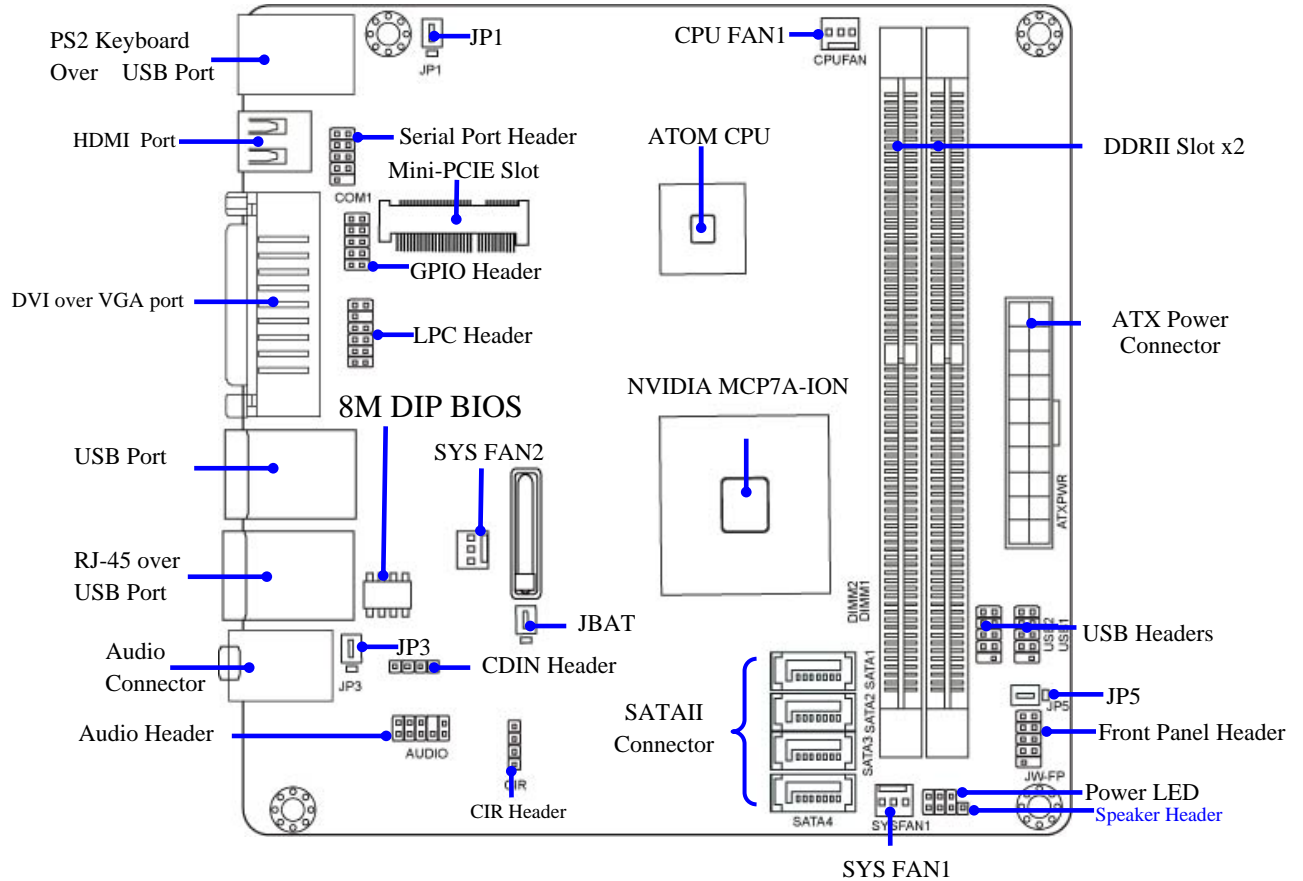 PS2 Keyboard
Over USB Port
JP1
JP1
CPU FAN1
CPUFAN
HDMI Port
Serial Port Header
ATOM CPU
DDRII Slot x2
Mini-PCIE Slot
COM1
GPIO Header
DVI over VGA port
LPC Header
ATX Power
Connector
NVIDIA MCP7A-ION
8M DIP BIOS
USB Port
SYS FAN2
ATXPWR
RJ-45 over
USB Port
DIMM2
DIMM1
JBAT
USB2
USB1
USB Headers
Audio
Connector
JP3
JP3
CDIN Header
SATA1
SATA2
SATA3
SATAII
Connector
JP5
JP5
Audio Header
AUDIO
Front Panel Header
JW-FP
CIR
CIR Header
SATA4
SYSFAN1
Power LED
Speaker Header
SYS FAN1